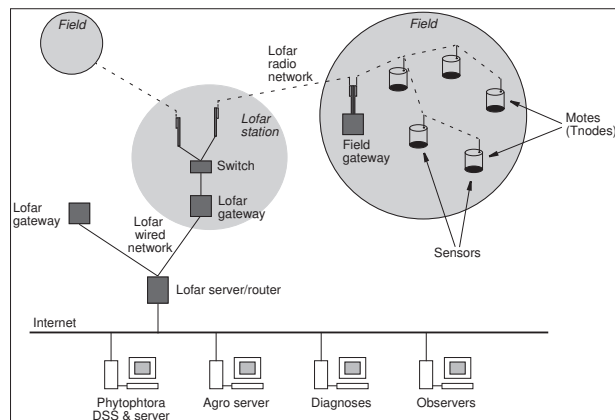 Field
Field
Lofar
radio
network
Lofar
station
Motes
(Tnodes)
Field
gateway
Switch
Lofar
gateway
Lofar
gateway
Lofar
wired
network
Sensors
Lofar server/router
Internet
Phytophtora
DSS & server
Agro server
Diagnoses
Observers